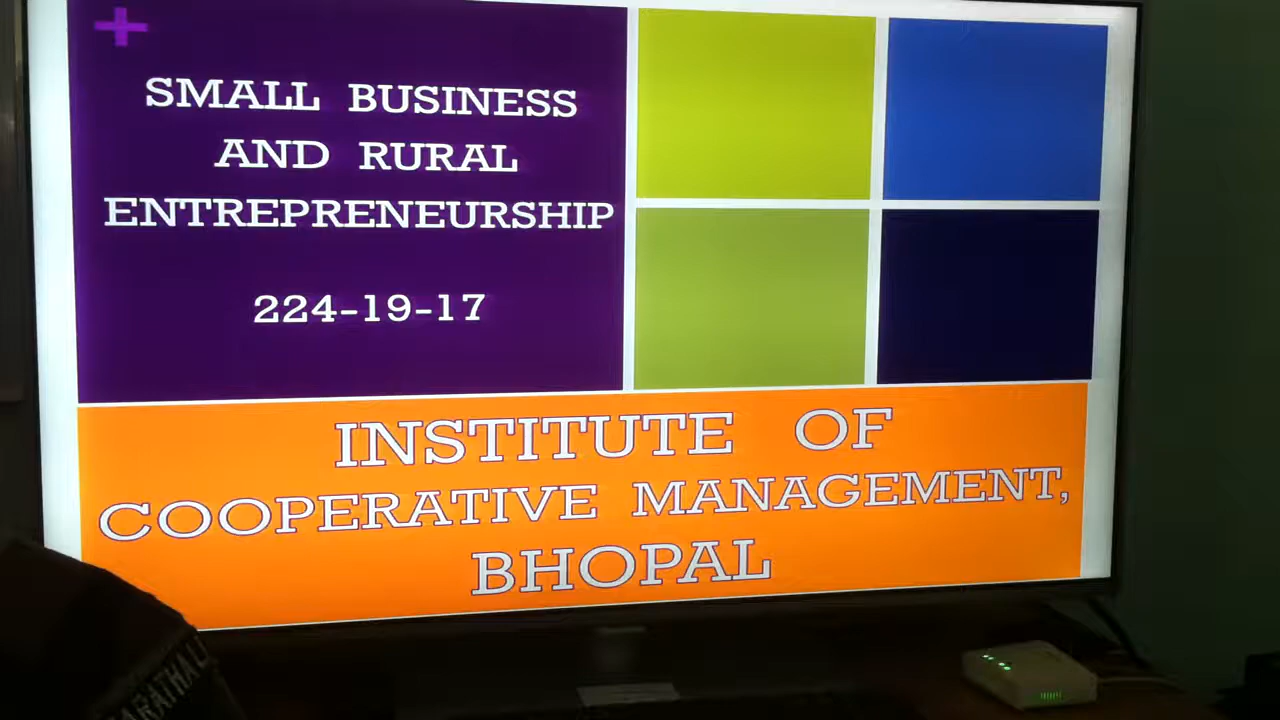 SMALL BUSINESS
AND RURAL
ENTREPRENEURSHIP
224-19-17
INSTITUTE OF
COOPERATIVE MANAGEMENT,
BHOPAL